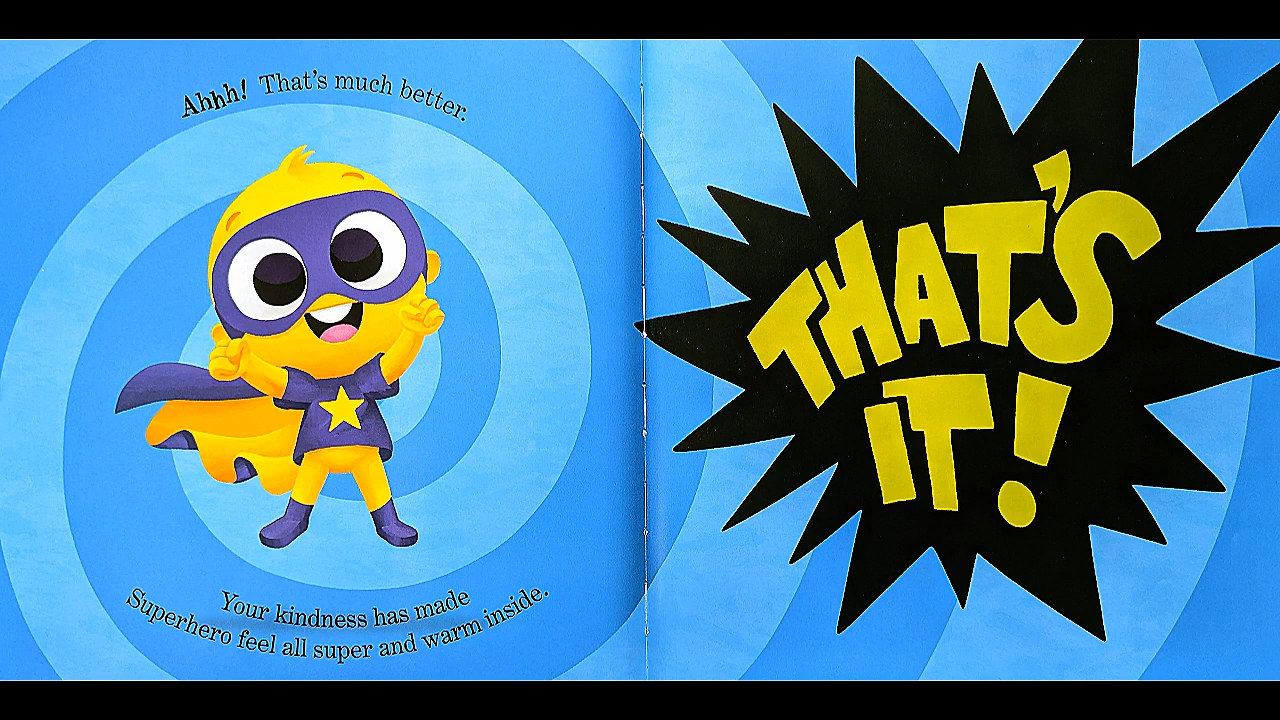 Ahhh! That's much better.
Your kindness has made
Superhero feel all super and warm inside.
THAT'S
IT!